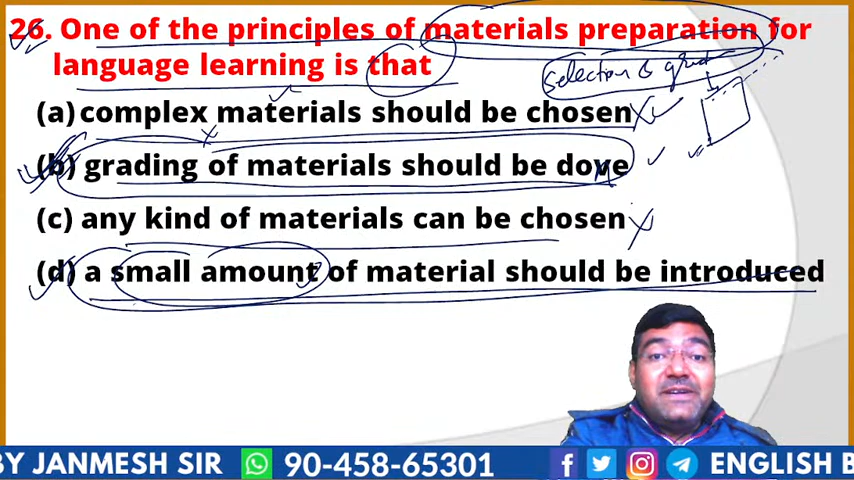 26. One of the principles of materials preparation for
language learning is that
selection &
(a) complex materials should be chosen
(b) grading of materials should be done
(c) any kind of materials can be chosen
(d) a small amount of material should be introduced
BY JANMESH SIR 90-458-65301 ENGLISH B